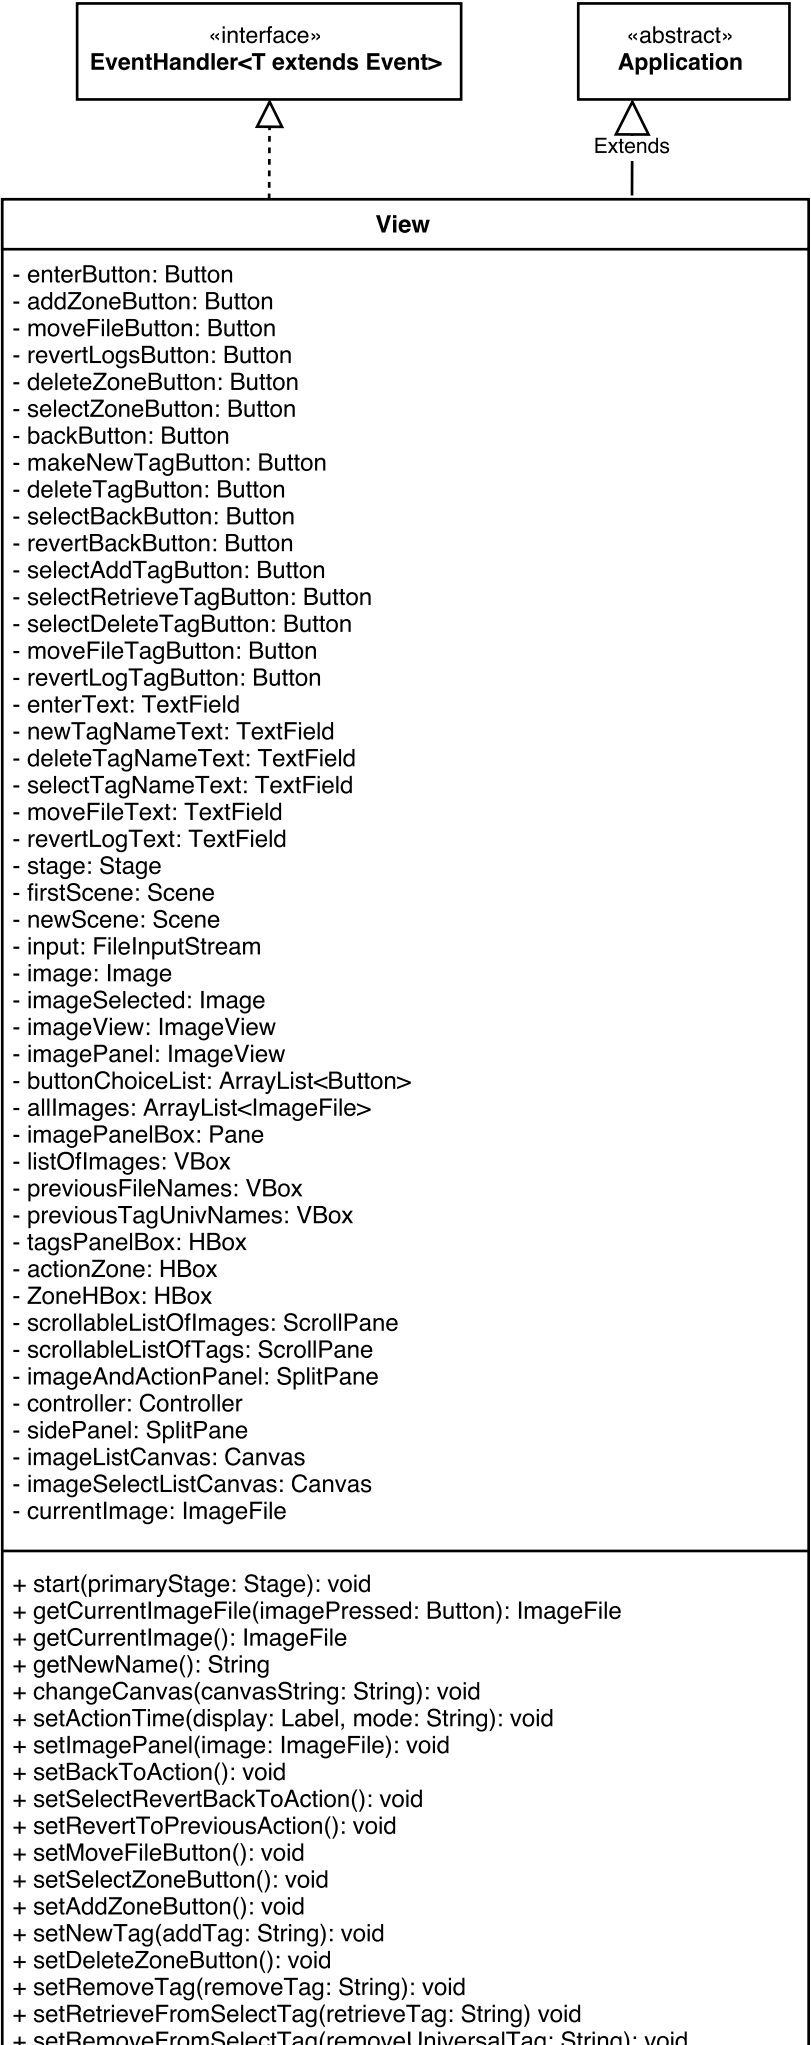 «interface»
EventHandler<T extends Event>
«abstract»
Application
Extends
View
- enterButton: Button
- addZoneButton: Button
- moveFileButton: Button
- revertLogsButton: Button
- deleteZoneButton: Button
- selectZoneButton: Button
- backButton: Button
- makeNewTagButton: Button
- deleteTagButton: Button
- selectBackButton: Button
- revertBackButton: Button
- selectAddTagButton: Button
- selectRetrieveTagButton: Button
- selectDeleteTagButton: Button
- moveFileTagButton: Button
- revertLogTagButton: Button
- enterText: TextField
- newTagNameText: TextField
- deleteTagNameText: TextField
- selectTagNameText: TextField
- moveFileText: TextField
- revertLogText: TextField
- stage: Stage
- firstScene: Scene
- newScene: Scene
- input: FileInputStream
- image: Image
- imageSelected: Image
- imageView: ImageView
- imagePanel: ImageView
- buttonChoiceList: ArrayList<Button>
- allImages: ArrayList<ImageFile>
- imagePanelBox: Pane
- listOfImages: VBox
- previousFileNames: VBox
- previousTagUnivNames: VBox
- tagsPanelBox: HBox
- actionZone: HBox
- ZoneHBox: HBox
- scrollableListOfImages: ScrollPane
- scrollableListOfTags: ScrollPane
- imageAndActionPanel: SplitPane
- controller: Controller
- sidePanel: SplitPane
- imageListCanvas: Canvas
- imageSelectListCanvas: Canvas
- currentImage: ImageFile
+ start(primaryStage: Stage): void
+ getCurrentImageFile(imagePressed: Button): ImageFile
+ getCurrentImage(): ImageFile
+ getNewName(): String
+ changeCanvas(canvasString: String): void
+ setActionTime(display: Label, mode: String): void
+ setImagePanel(image: ImageFile): void
+ setBackToAction(): void
+ setSelectRevertBackToAction(): void
+ setRevertToPreviousAction(): void
+ setMoveFileButton(): void
+ setSelectZoneButton(): void
+ setAddZoneButton(): void
+ setNewTag(addTag: String): void
+ setDeleteZoneButton(): void
+ setRemoveTag(removeTag: String): void
+ setRetrieveFromSelectTag(retrieveTag: String) void
+ setRemoveFromSelectTag(removeUniversalTag: String): void